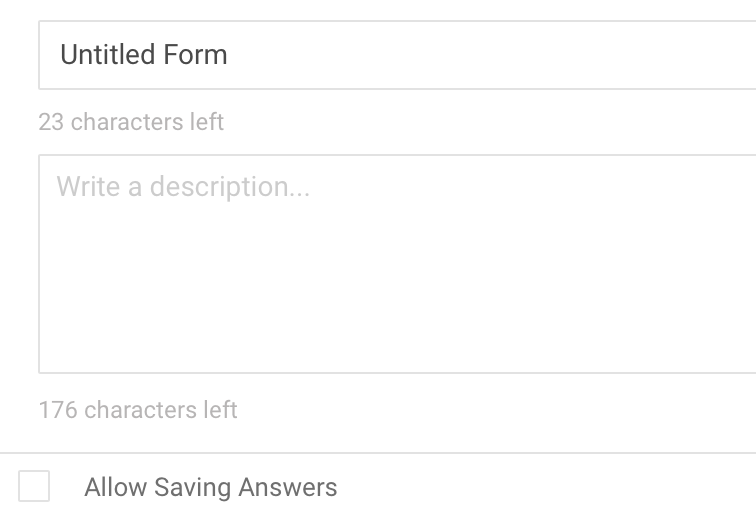 Untitled Form
23 characters left
Write a description...
176 characters left
Allow Saving Answers